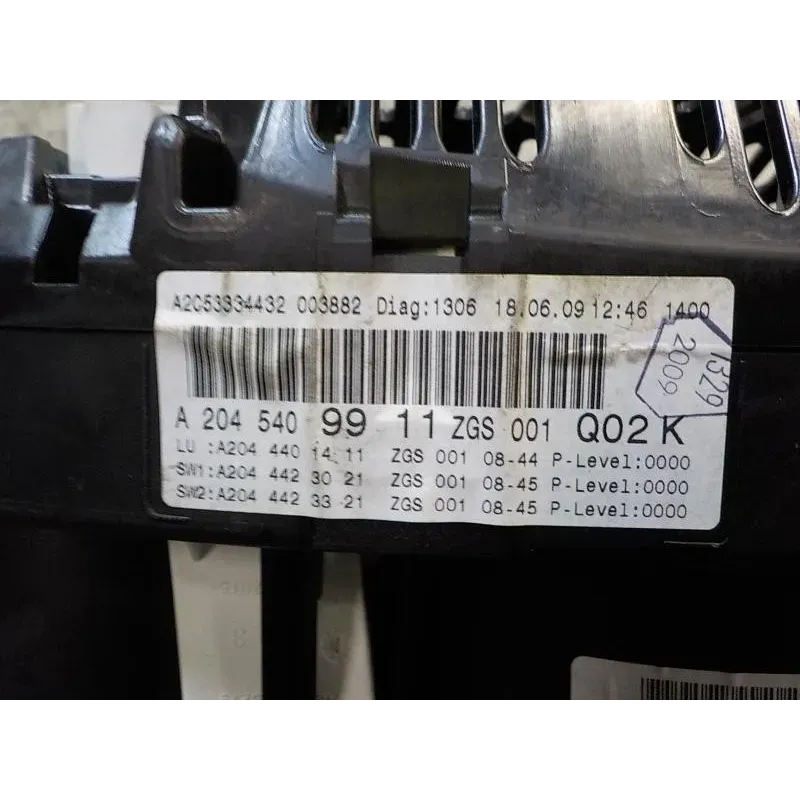 A2C53334432 003882 Diag:1306 18.06.09 12:46 1400
1329
2009
A 204 540 99 11 ZGS 001 Q02 K
LU :A204 440 14 11 ZGS 001 08-44 P-Level:0000
SW1:A204 442 30 21 ZGS 001 08-45 P-Level:0000
SW2:A204 442 33 21 ZGS 001 08-45 P-Level:0000